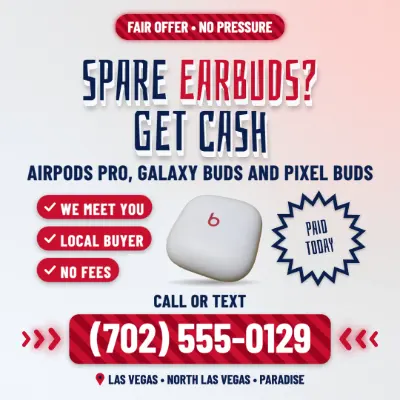 FAIR OFFER • NO PRESSURE
SPARE EARBUDS?
GET CASH
AIRPODS PRO, GALAXY BUDS AND PIXEL BUDS
WE MEET YOU
LOCAL BUYER
NO FEES
b
PAID
TODAY
CALL OR TEXT
(702) 555-0129
LAS VEGAS • NORTH LAS VEGAS • PARADISE